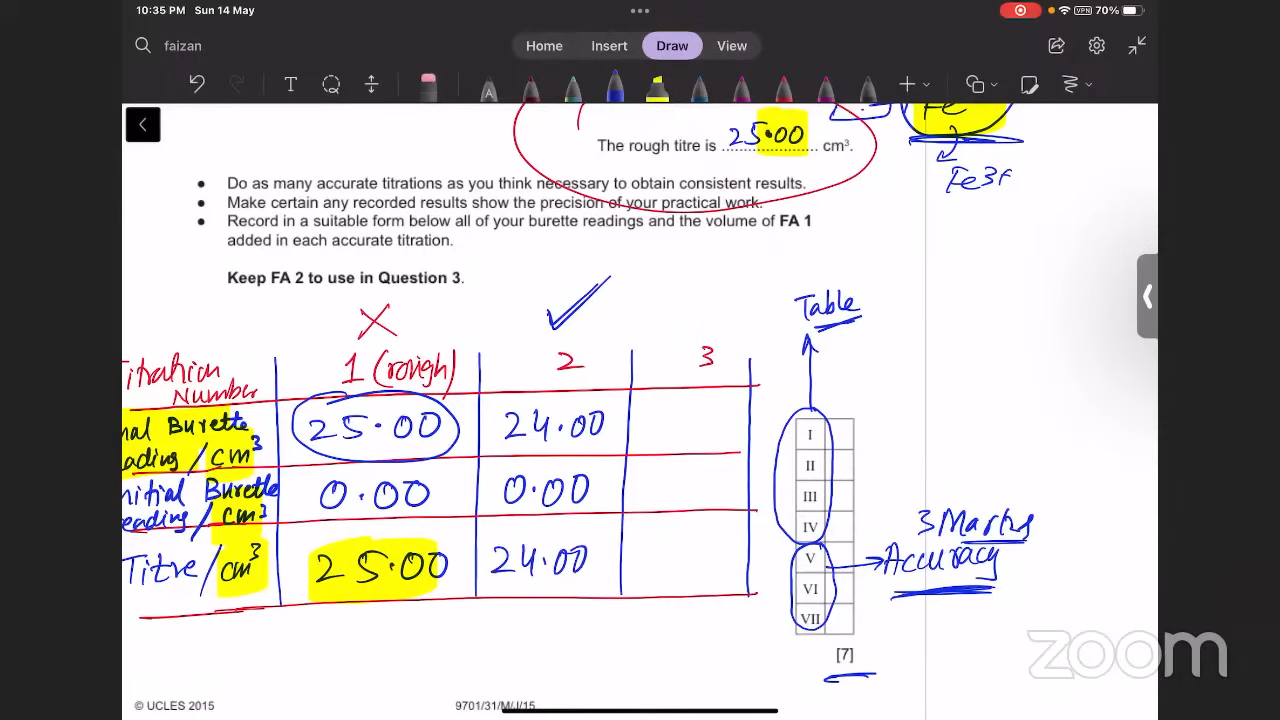 10:35 PM Sun 14 May
VPN 70%
faizan
Home Insert Draw View
T
A
Fe
The rough titre is 25.00 cm³.
Fe3+
• Do as many accurate titrations as you think necessary to obtain consistent results.
• Make certain any recorded results show the precision of your practical work.
• Record in a suitable form below all of your burette readings and the volume of FA 1
added in each accurate titration.
Keep FA 2 to use in Question 3.
Table
Titration 1 (rough) 2 3
Number
nal Burette 25.00 24.00
eading/cm³
nitial Burette 0.00 0.00
eading/cm³
Titre/cm³ 25.00 24.00
I
II
III
IV
V
VI
VII
3 Marks
Accuracy
[7]
zoom
© UCLES 2015 9701/31/M/J/15